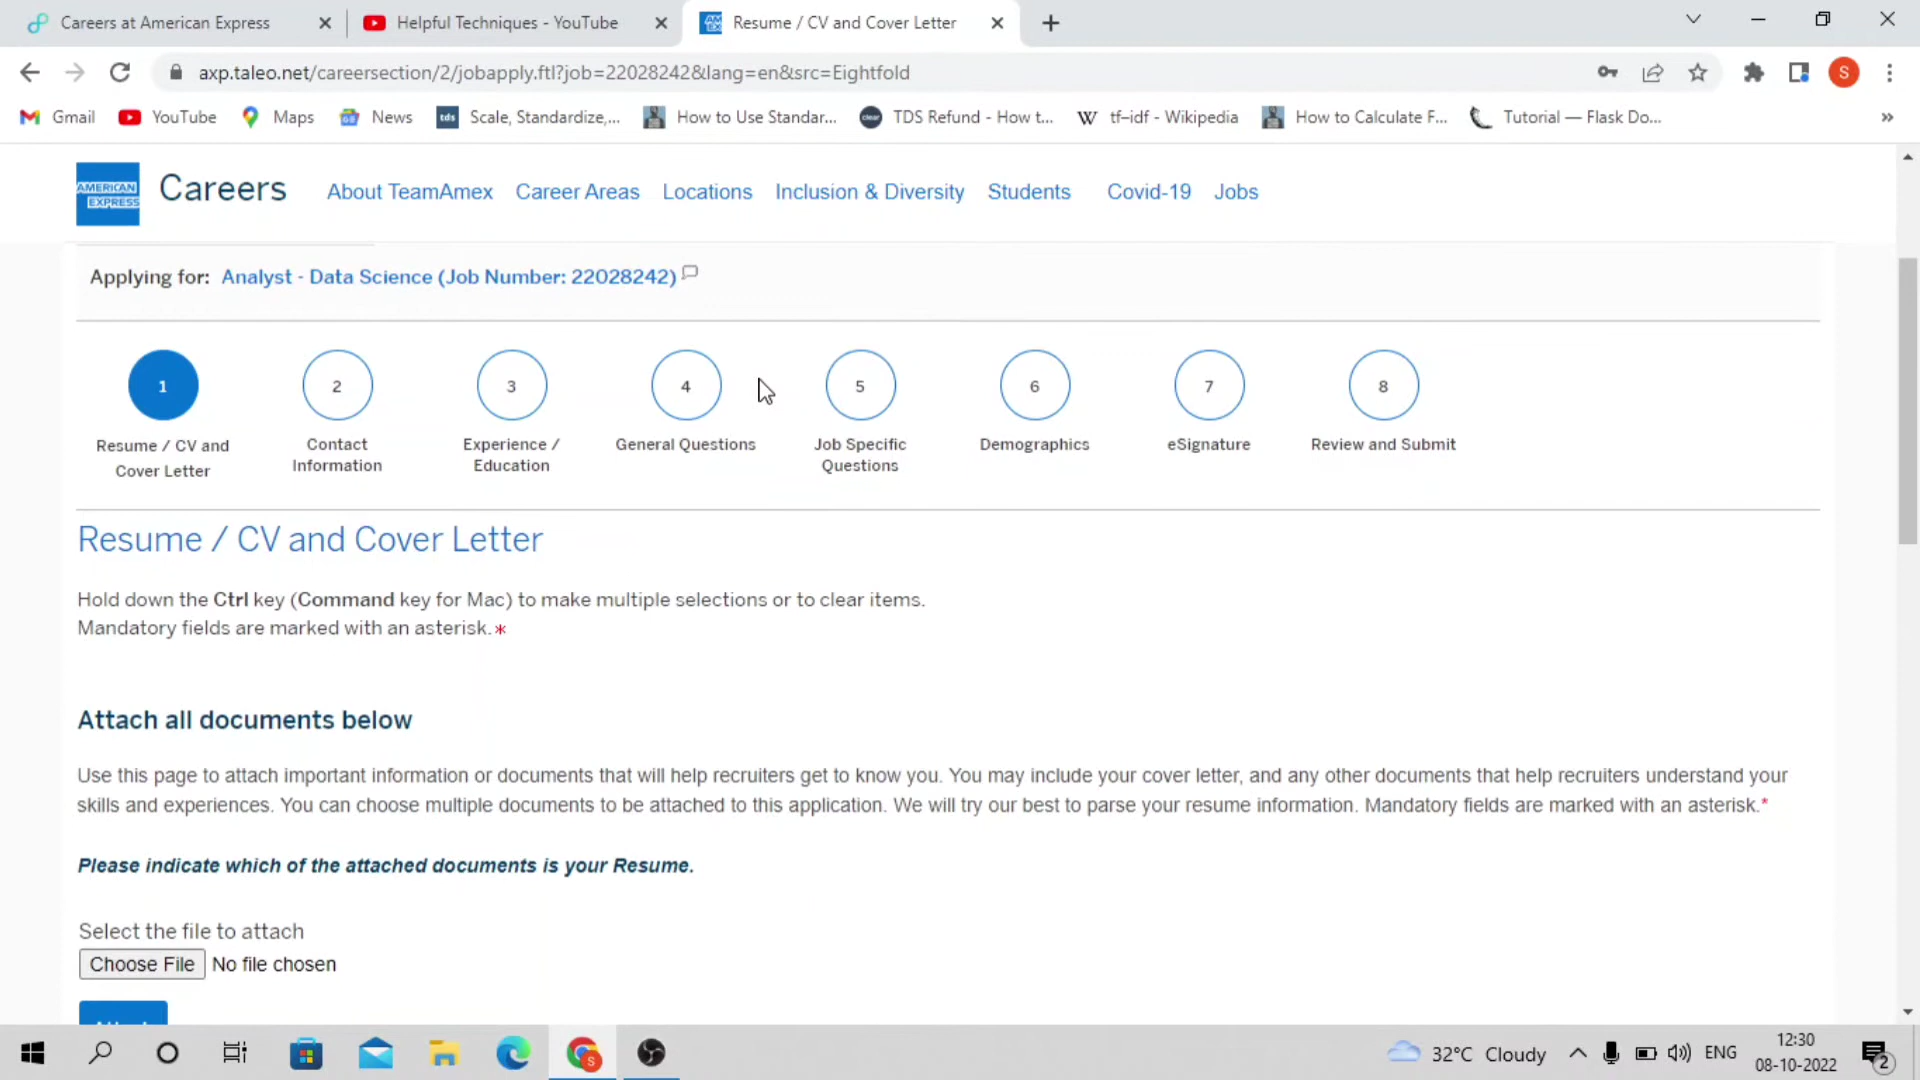 Careers at American Express
Helpful Techniques - YouTube
Resume / CV and Cover Letter
axp.taleo.net/careersection/2/jobapply.ftl?job=22028242&lang=en&src=Eightfold
S
Gmail
YouTube
Maps
News
tds
Scale, Standardize,...
How to Use Standar...
clear
TDS Refund - How t...
W
tf–idf - Wikipedia
How to Calculate F...
Tutorial — Flask Do...
»
AMERICAN
EXPRESS
Careers
About TeamAmex
Career Areas
Locations
Inclusion & Diversity
Students
Covid-19
Jobs
Applying for: Analyst - Data Science (Job Number: 22028242)
1
2
3
4
5
6
7
8
Resume / CV and
Cover Letter
Contact
Information
Experience /
Education
General Questions
Job Specific
Questions
Demographics
eSignature
Review and Submit
Resume / CV and Cover Letter
Hold down the Ctrl key (Command key for Mac) to make multiple selections or to clear items.
Mandatory fields are marked with an asterisk.*
Attach all documents below
Use this page to attach important information or documents that will help recruiters get to know you. You may include your cover letter, and any other documents that help recruiters understand your
skills and experiences. You can choose multiple documents to be attached to this application. We will try our best to parse your resume information. Mandatory fields are marked with an asterisk.*
Please indicate which of the attached documents is your Resume.
Select the file to attach
Choose File No file chosen
S
32°C Cloudy
ENG
12:30
08-10-2022
2